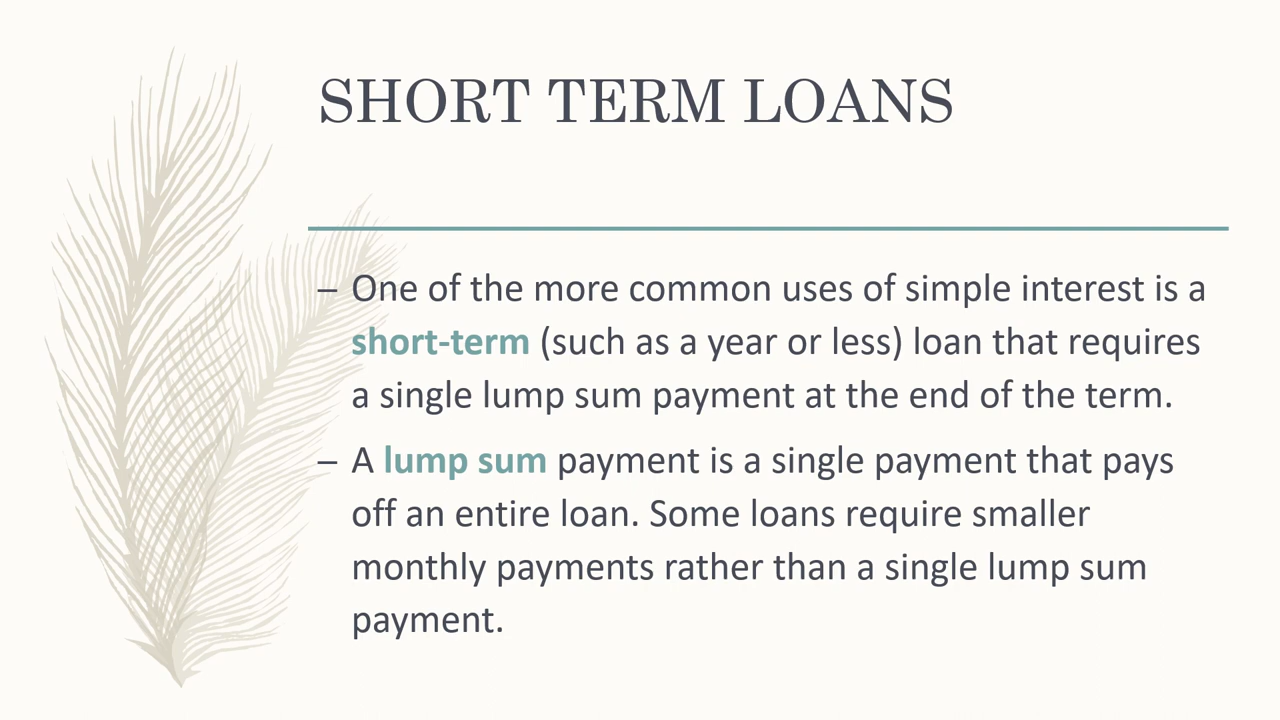 SHORT TERM LOANS
– One of the more common uses of simple interest is a
short-term (such as a year or less) loan that requires
a single lump sum payment at the end of the term.
– A lump sum payment is a single payment that pays
off an entire loan. Some loans require smaller
monthly payments rather than a single lump sum
payment.